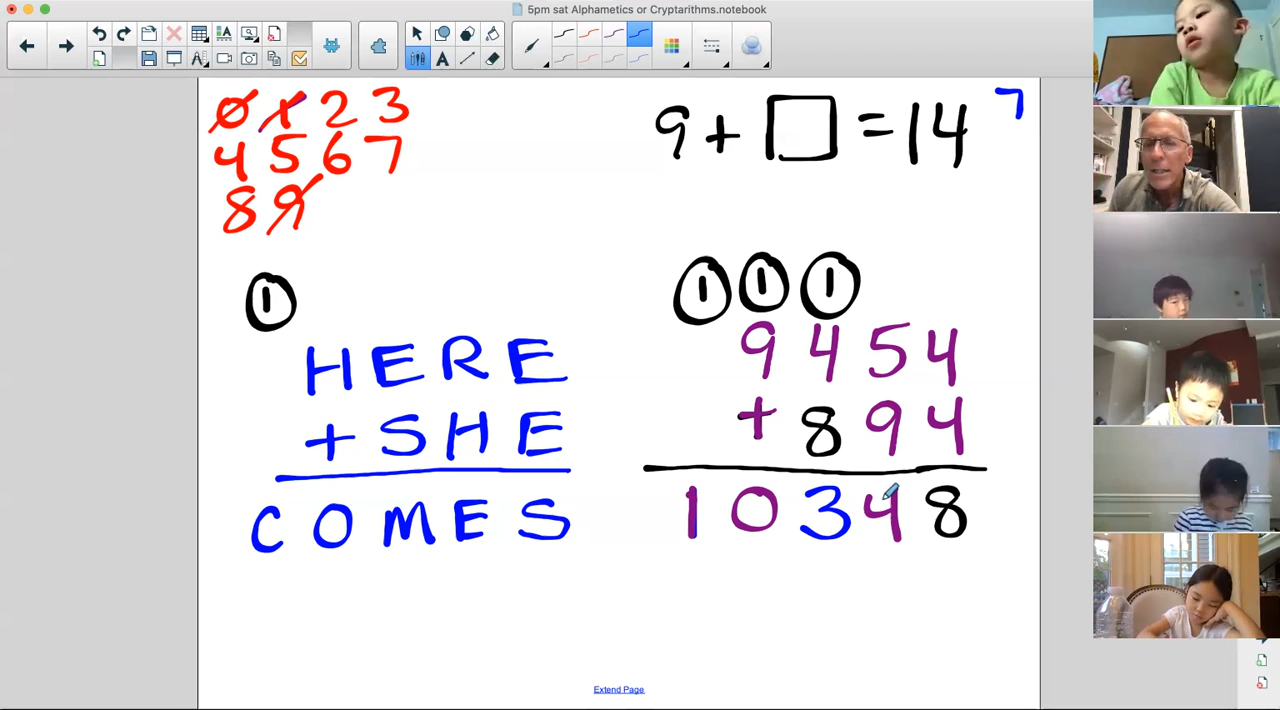 5pm sat Alphametics or Cryptarithms.notebook
0 1 2 3
4 5 6 7
8 9
9 + □ = 14
7
1
HERE
+ SHE
COMES
1 1 1
9454
+ 894
10348
Extend Page